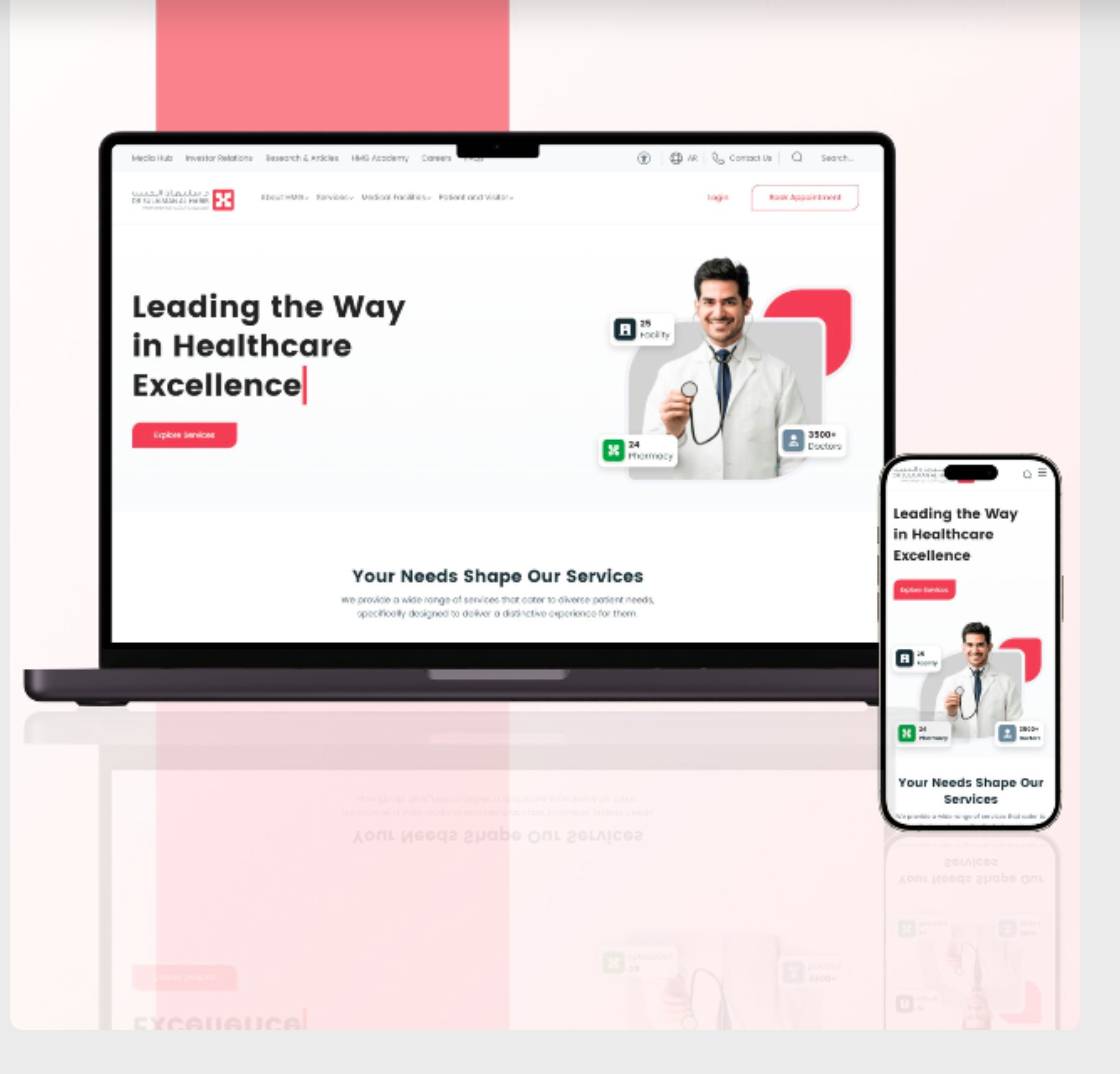 Media Hub Investor Relations Research & Articles HMG Academy Careers FAQs
AR Contact Us Search...
DR SULAIMAN AL HABIB
About HMG Services Medical Facilities Patient and Visitor
Login Book Appointment
Leading the Way
in Healthcare
Excellence
Explore Services
25
Facility
24
Pharmacy
3500+
Doctors
Your Needs Shape Our Services
We provide a wide range of services that cater to diverse patient needs,
specifically designed to deliver a distinctive experience for them.
Leading the Way
in Healthcare
Excellence
Explore Services
25
Facility
24
Pharmacy
3500+
Doctors
Your Needs Shape Our
Services
We provide a wide range of services that cater to